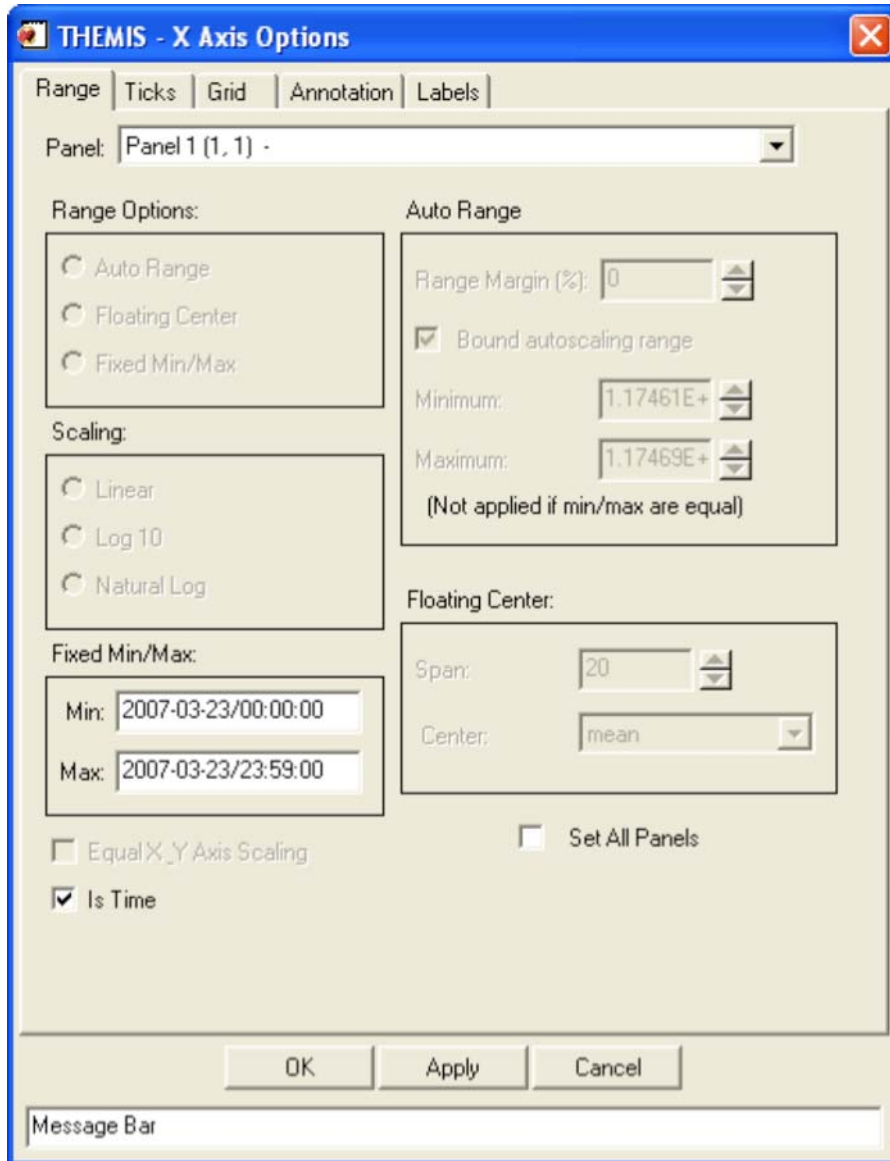 THEMIS - X Axis Options
Range Ticks Grid Annotation Labels
Panel: Panel 1 (1, 1) -
Range Options:
Auto Range
Floating Center
Fixed Min/Max
Scaling:
Linear
Log 10
Natural Log
Fixed Min/Max:
Min: 2007-03-23/00:00:00
Max: 2007-03-23/23:59:00
Equal X_Y Axis Scaling
Is Time
Auto Range
Range Margin (%): 0
Bound autoscaling range
Minimum: 1.17461E+
Maximum: 1.17469E+
(Not applied if min/max are equal)
Floating Center:
Span: 20
Center: mean
Set All Panels
OK Apply Cancel
Message Bar